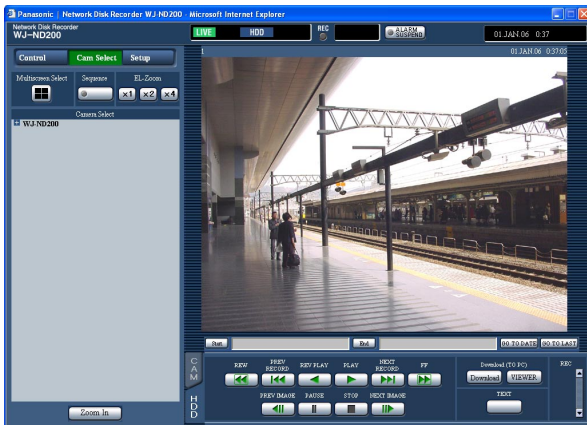 Panasonic | Network Disk Recorder WJ-ND200 - Microsoft Internet Explorer
Network Disk Recorder
WJ-ND200
LIVE HDD REC ALARM SUSPEND 01.JAN.06 0:37
Control Cam Select Setup
1 01.JAN.06 0:37:05
Multiscreen Select Sequence EL-Zoom
x1 x2 x4
Camera Select
WJ-ND200
Start End GO TO DATE GO TO LAST
CAM
HDD
REW PREV RECORD REV PLAY PLAY NEXT RECORD FF
Download (TO PC) REC
Download VIEWER
PREV IMAGE PAUSE STOP NEXT IMAGE
TEXT
Zoom In